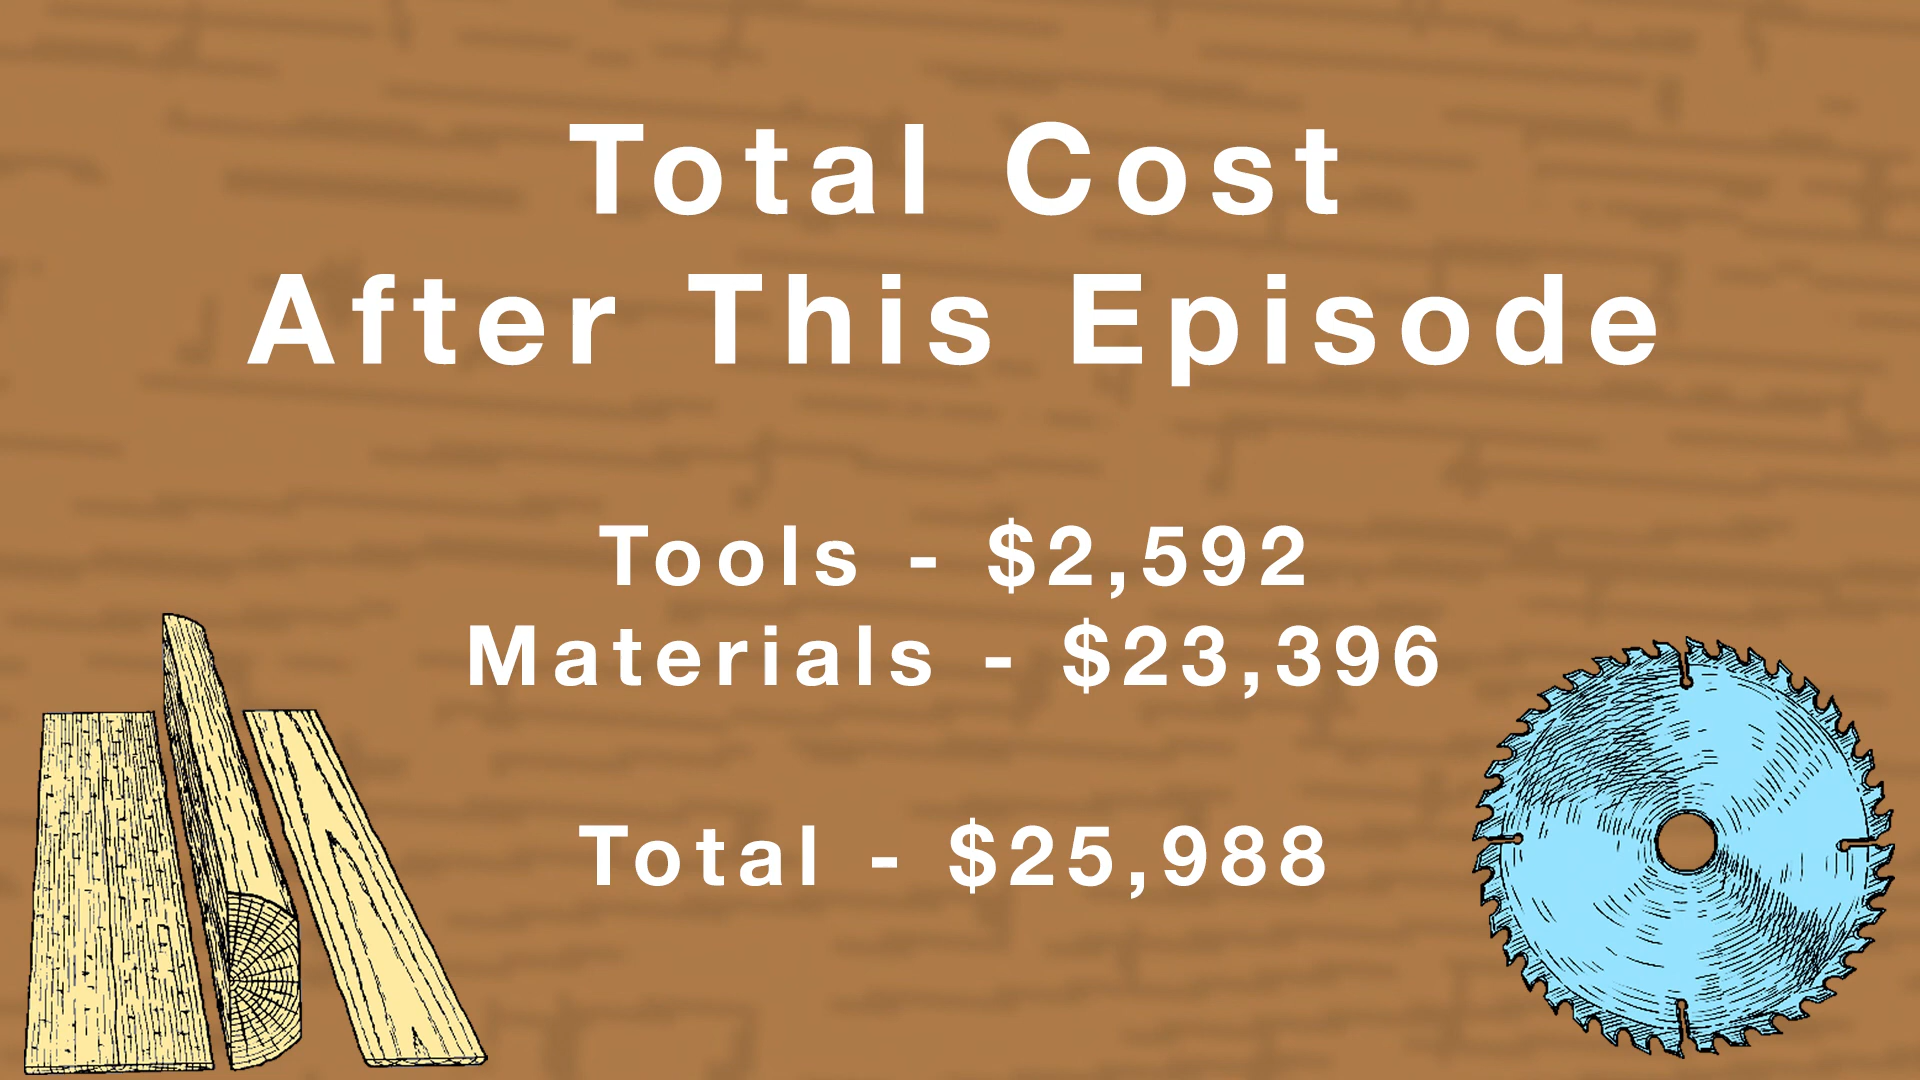 Total Cost
After This Episode
Tools - $2,592
Materials - $23,396
Total - $25,988